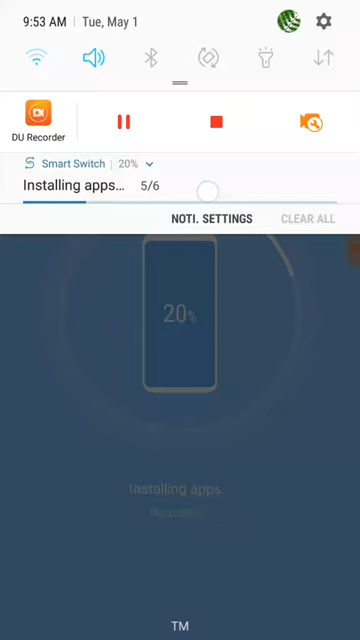 9:53 AM | Tue, May 1
DU Recorder
Smart Switch | 20%
Installing apps... 5/6
NOTI. SETTINGS CLEAR ALL
20%
Installing apps.
TM